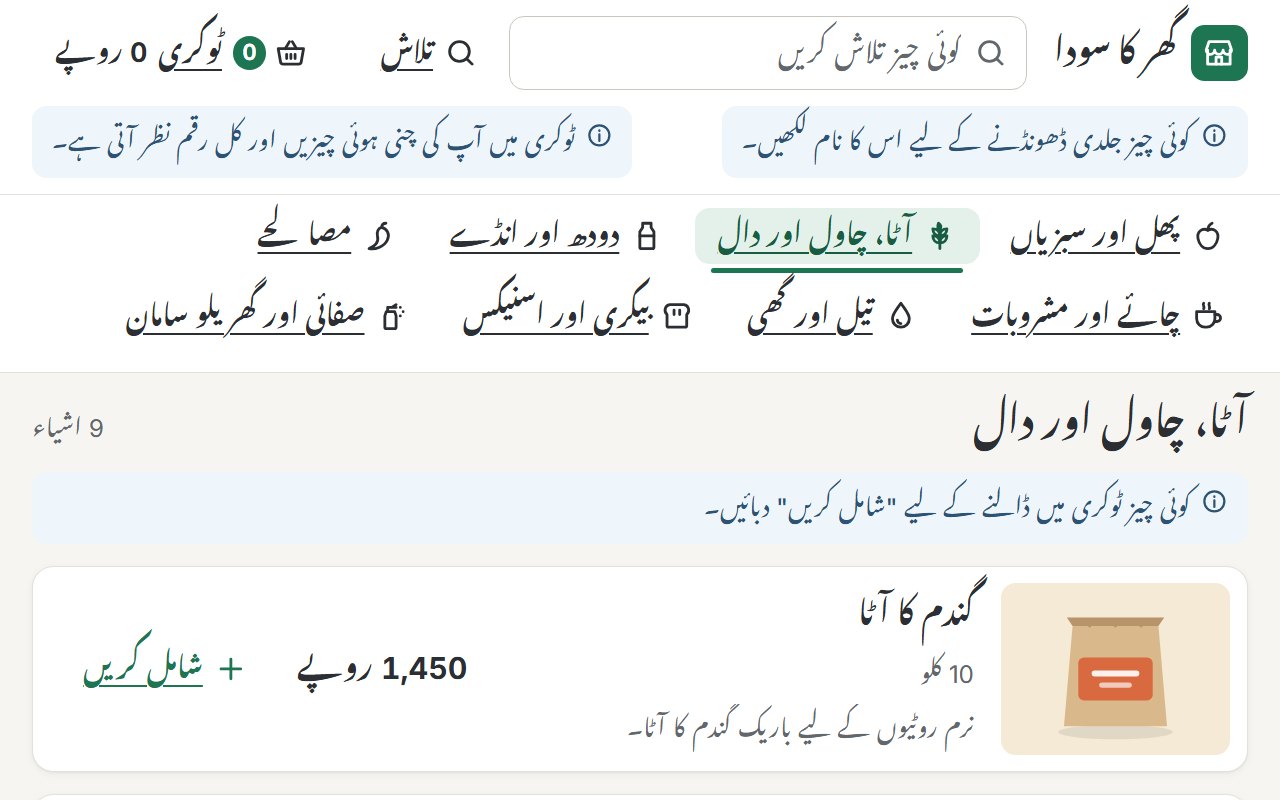 گھر کا سودا
کوئی چیز تلاش کریں
تلاش
0 ٹوکری 0 روپے
کوئی چیز جلدی ڈھونڈنے کے لیے اس کا نام لکھیں۔
ٹوکری میں آپ کی چنی ہوئی چیزیں اور کل رقم نظر آتی ہے۔
پھل اور سبزیاں
آٹا، چاول اور دال
دودھ اور انڈے
مصالحے
چائے اور مشروبات
تیل اور گھی
بیکری اور اسنیکس
صفائی اور گھریلو سامان
آٹا، چاول اور دال
9 اشیاء
کوئی چیز ٹوکری میں ڈالنے کے لیے "شامل کریں" دبائیں۔
گندم کا آٹا
10 کلو
نرم روٹیوں کے لیے باریک گندم کا آٹا۔
1,450 روپے
شامل کریں